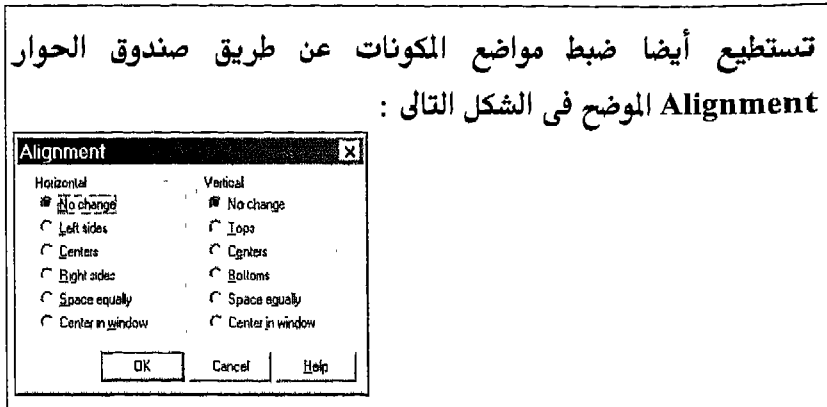 تستطيع أيضا ضبط مواضع المكونات عن طريق صندوق الحوار
Alignment الموضح فى الشكل التالى :
Alignment
Horizontal
No change
Left sides
Centers
Right sides
Space equally
Center in window
Vertical
No change
Tops
Centers
Bottoms
Space equally
Center in window
OK
Cancel
Help